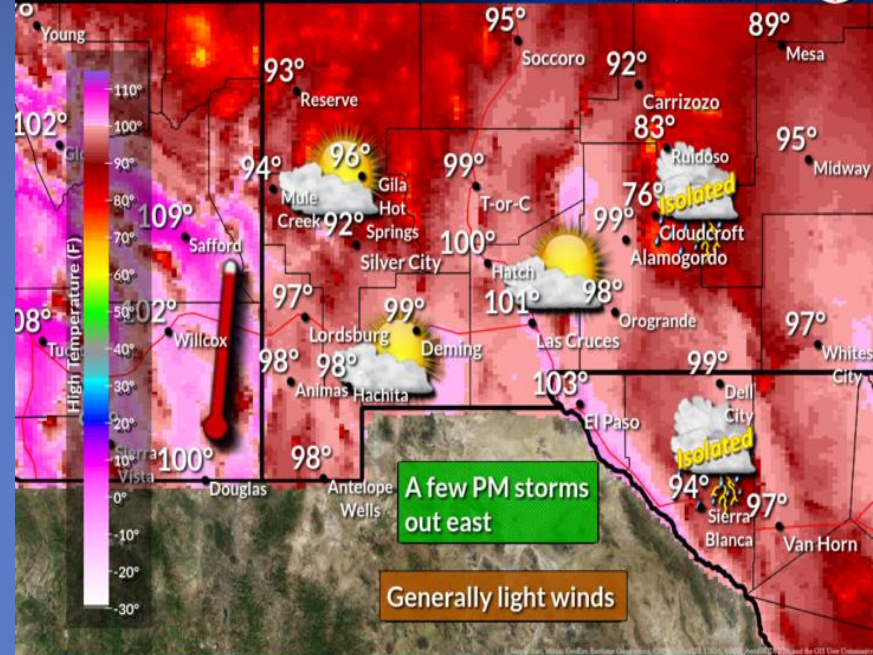 95°
89°
Young
Soccoro
Mesa
93°
92°
110°
Reserve
Carrizozo
102°
100°
83°
96°
95°
90°
94°
99°
Ruidoso
Midway
Gila
Hot
Springs
Mule
Creek
80°
76°
Isolated
109°
92°
T-or-C
99°
Cloudcroft
Safford
70°
100°
Silver City
Alamogordo
60°
Hatch
High Temperature (F)
97°
99°
101°
98°
50°
Lordsburg
Orogrande
97°
Willcox
Deming
Las Cruces
Whites
City
40°
98°
98°
99°
30°
Animas
Hachita
103°
Dell
City
20°
El Paso
Isolated
10°
Sierra
Vista
100°
98°
94°
97°
0°
Douglas
Antelope
Wells
A few PM storms
out east
Sierra
Blanca
Van Horn
-10°
-20°
Generally light winds
-30°